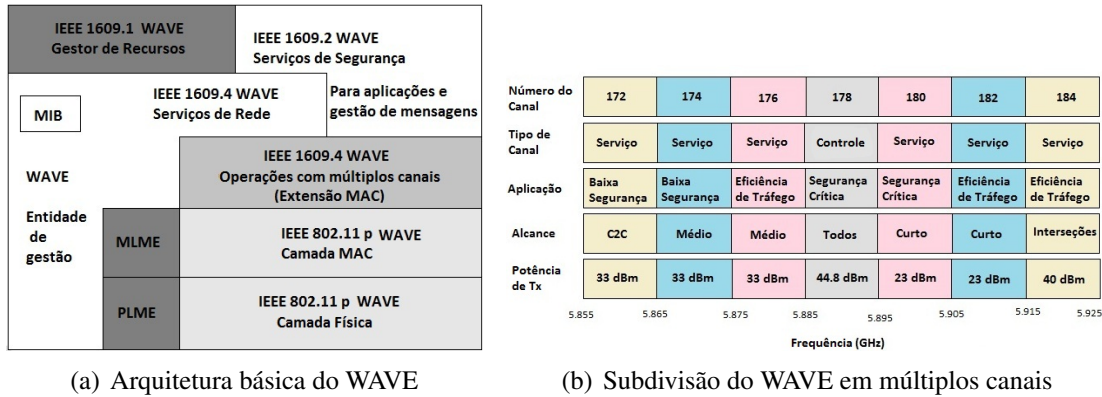 IEEE 1609.1 WAVE
Gestor de Recursos
IEEE 1609.2 WAVE
Serviços de Segurança
Para aplicações e
gestão de mensagens
IEEE 1609.4 WAVE
Serviços de Rede
MIB
IEEE 1609.4 WAVE
Operações com múltiplos canais
(Extensão MAC)
WAVE
Entidade
de
gestão
MLME
IEEE 802.11 p WAVE
Camada MAC
PLME
IEEE 802.11 p WAVE
Camada Física
(a) Arquitetura básica do WAVE
Número do
Canal
172 174 176 178 180 182 184
Tipo de
Canal
Serviço Serviço Serviço Controle Serviço Serviço Serviço
Aplicação
Baixa
Segurança
Baixa
Segurança
Eficiência
de Tráfego
Segurança
Crítica
Segurança
Crítica
Eficiência
de Tráfego
Eficiência
de Tráfego
Alcance
C2C Médio Médio Todos Curto Curto Interseções
Potência
de Tx
33 dBm 33 dBm 33 dBm 44.8 dBm 23 dBm 23 dBm 40 dBm
5.855 5.865 5.875 5.885 5.895 5.905 5.915 5.925
Frequência (GHz)
(b) Subdivisão do WAVE em múltiplos canais